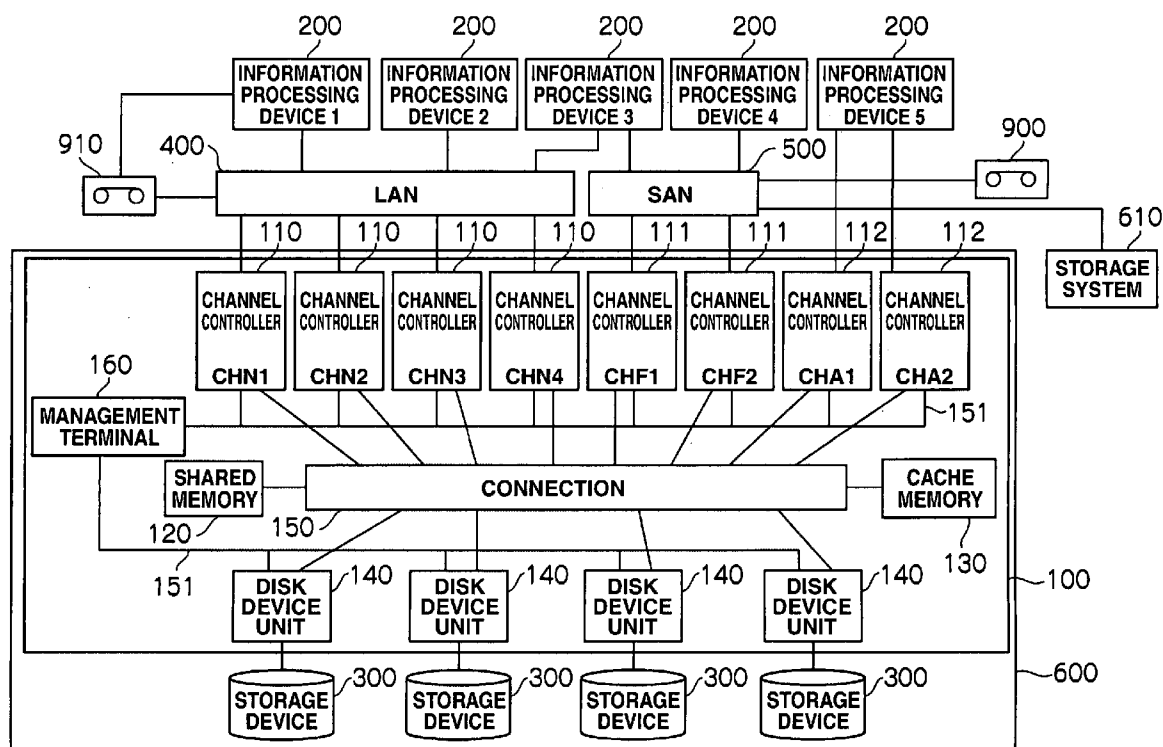 200 200 200 200 200
INFORMATION PROCESSING DEVICE 1
INFORMATION PROCESSING DEVICE 2
INFORMATION PROCESSING DEVICE 3
INFORMATION PROCESSING DEVICE 4
INFORMATION PROCESSING DEVICE 5
910 400 500 900
LAN
SAN
110 110 110 110 111 111 112 112 610
STORAGE SYSTEM
CHANNEL CONTROLLER CHN1
CHANNEL CONTROLLER CHN2
CHANNEL CONTROLLER CHN3
CHANNEL CONTROLLER CHN4
CHANNEL CONTROLLER CHF1
CHANNEL CONTROLLER CHF2
CHANNEL CONTROLLER CHA1
CHANNEL CONTROLLER CHA2
160
MANAGEMENT TERMINAL
151
SHARED MEMORY
CONNECTION
CACHE MEMORY
120 150 130
151
DISK DEVICE UNIT 140
DISK DEVICE UNIT 140
DISK DEVICE UNIT 140
DISK DEVICE UNIT 140
100
STORAGE DEVICE 300
STORAGE DEVICE 300
STORAGE DEVICE 300
STORAGE DEVICE 300
600